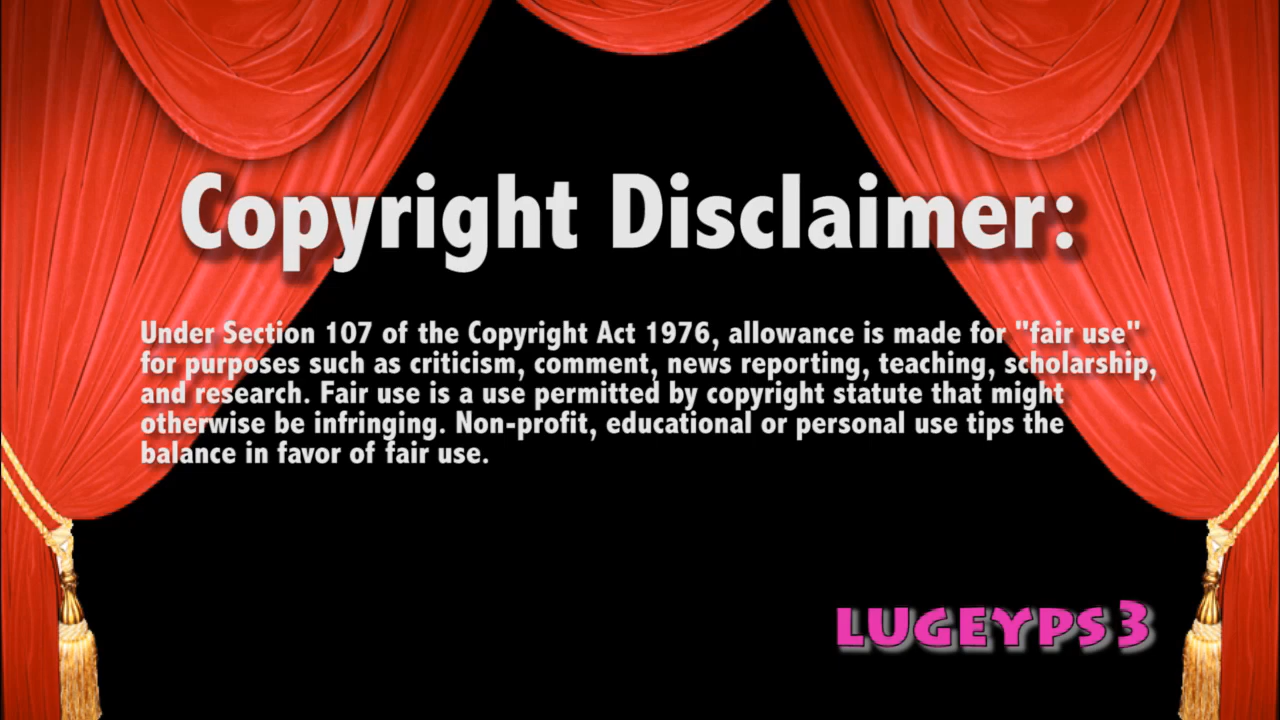 Copyright Disclaimer:
Under Section 107 of the Copyright Act 1976, allowance is made for "fair use"
for purposes such as criticism, comment, news reporting, teaching, scholarship,
and research. Fair use is a use permitted by copyright statute that might
otherwise be infringing. Non-profit, educational or personal use tips the
balance in favor of fair use.
LUGEYPS3